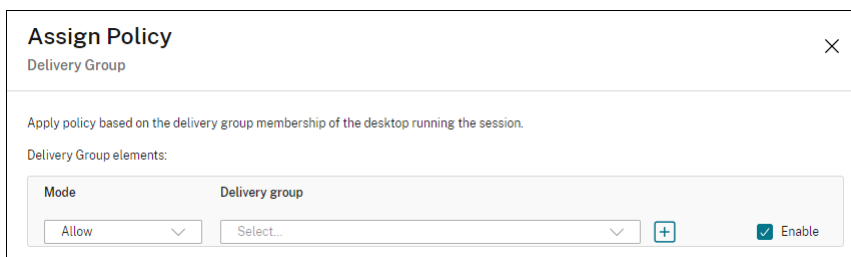 Assign Policy
Delivery Group
Apply policy based on the delivery group membership of the desktop running the session.
Delivery Group elements:
Mode Delivery group
Allow Select... Enable